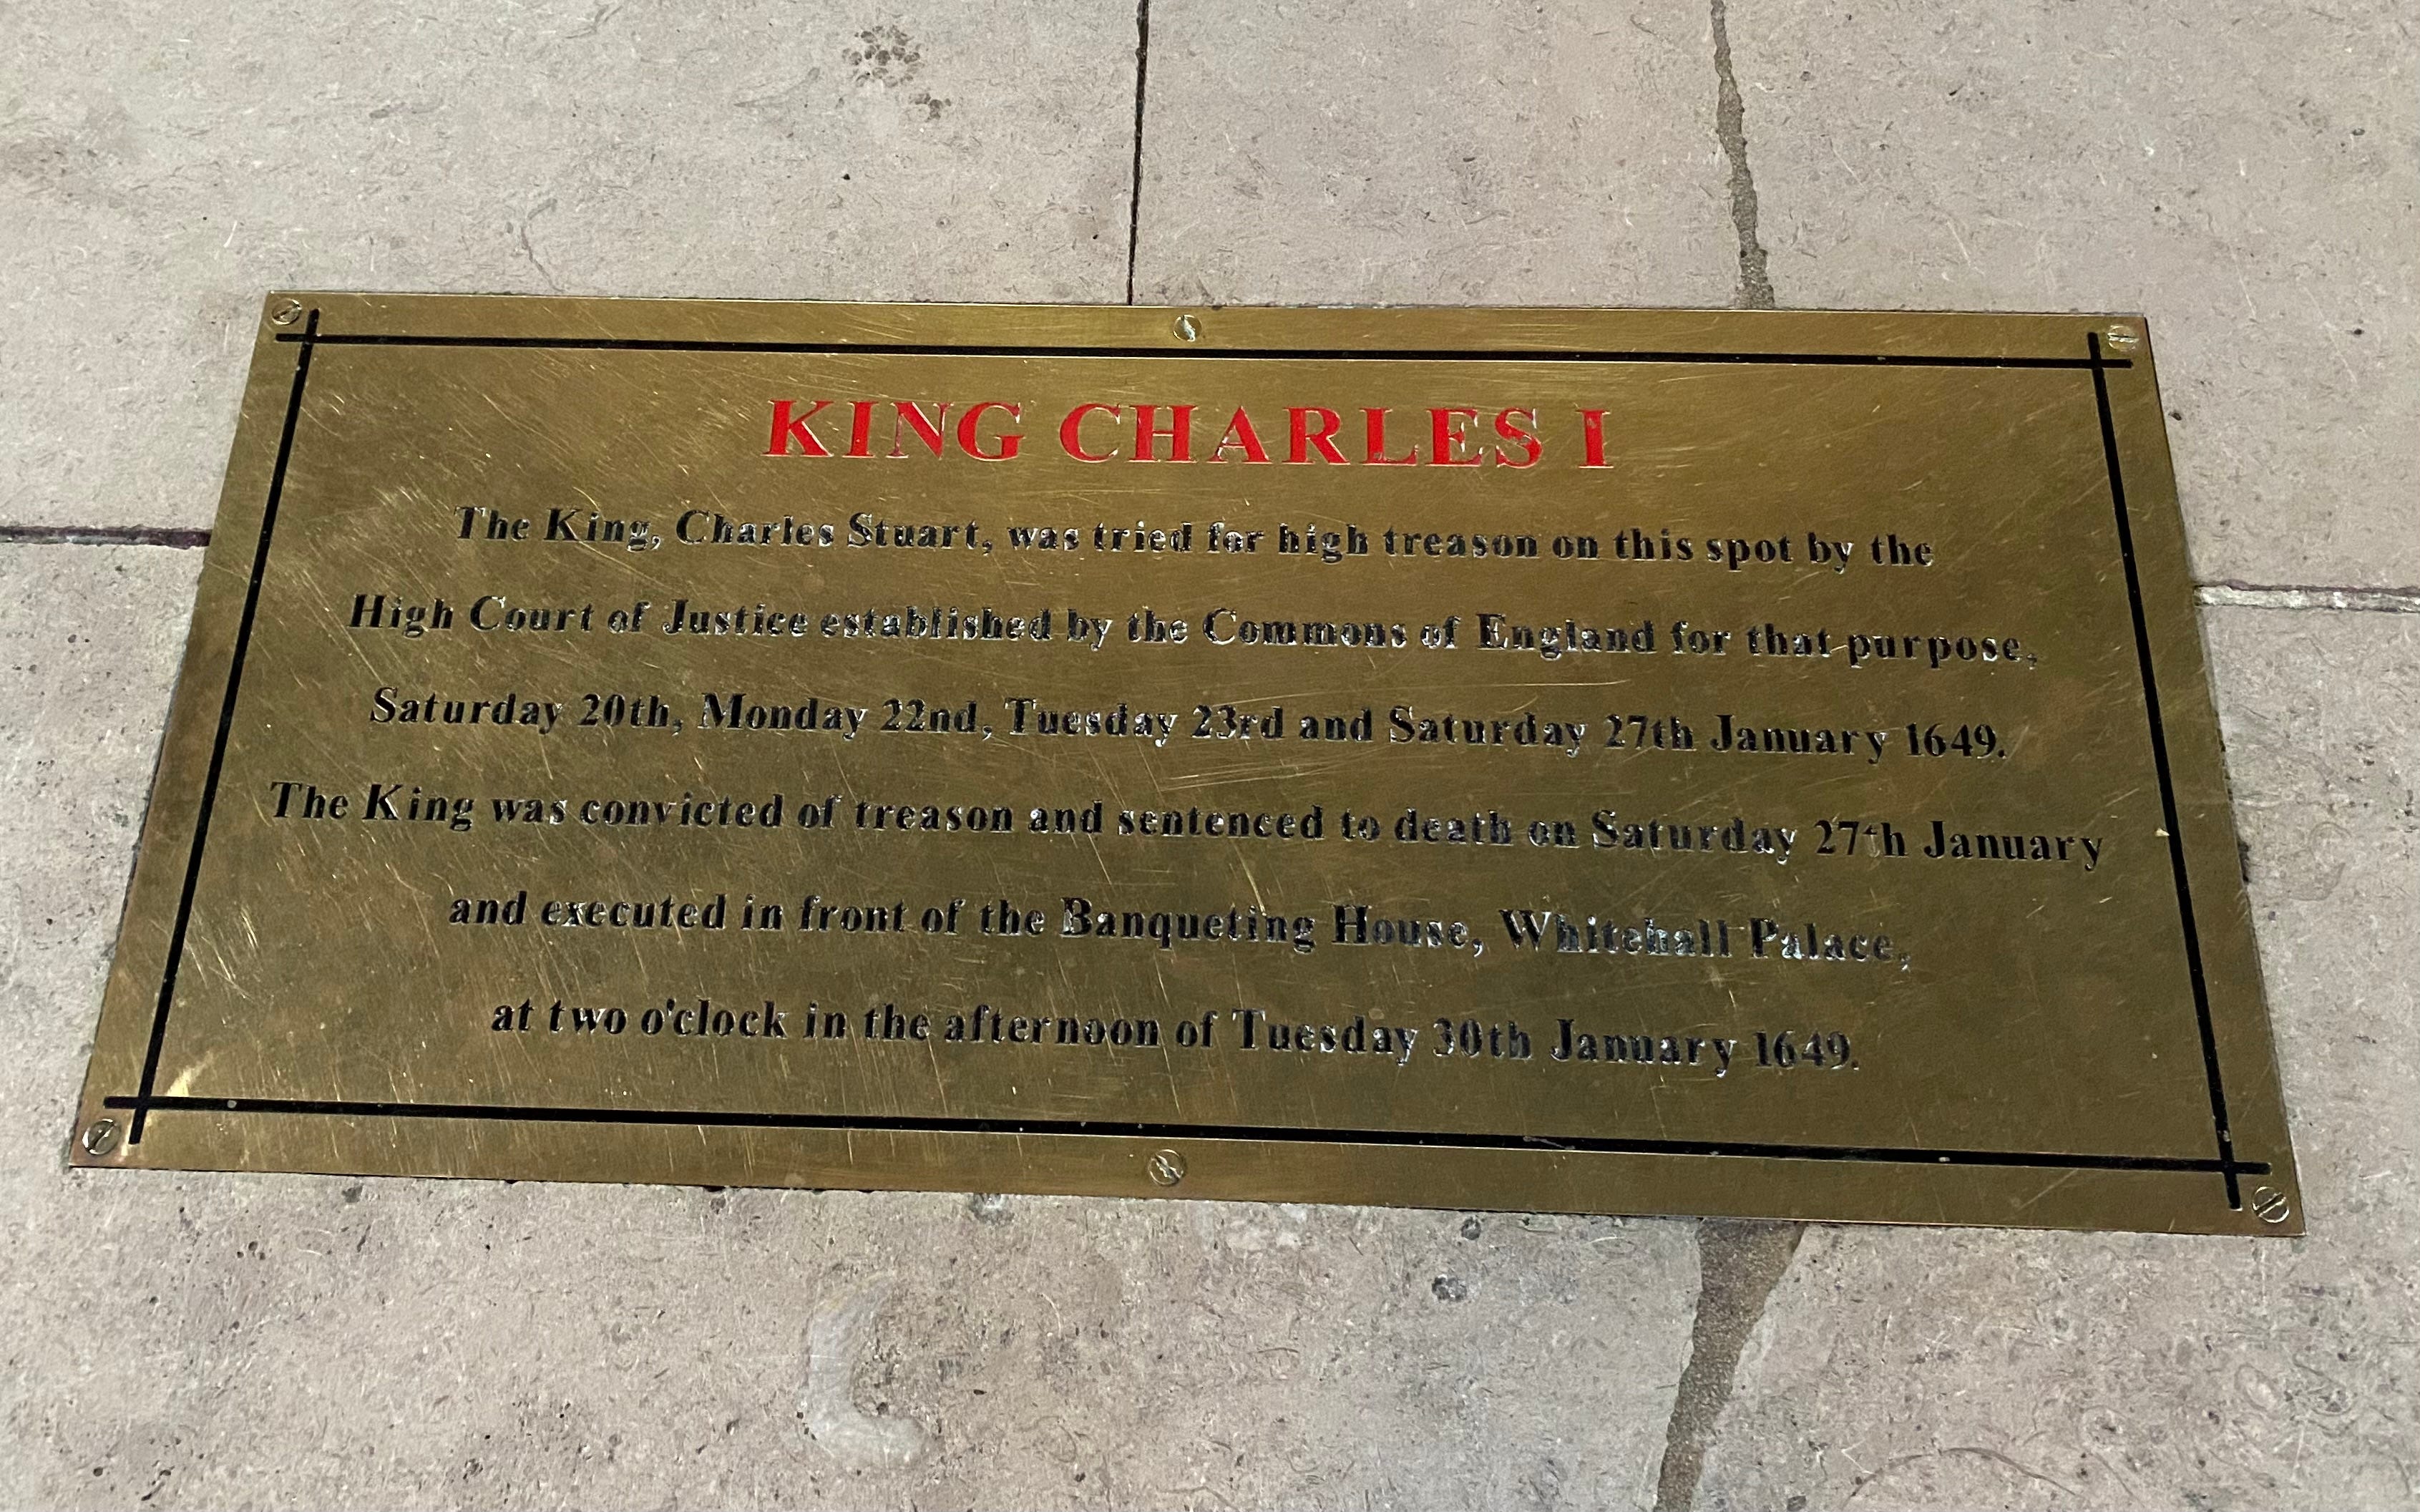 KING CHARLES I
The King, Charles Stuart, was tried for high treason on this spot by the
High Court of Justice established by the Commons of England for that purpose,
Saturday 20th, Monday 22nd, Tuesday 23rd and Saturday 27th January 1649.
The King was convicted of treason and sentenced to death on Saturday 27th January
and executed in front of the Banqueting House, Whitehall Palace,
at two o'clock in the afternoon of Tuesday 30th January 1649.